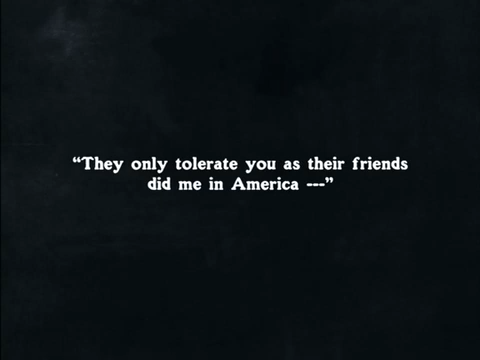 “They only tolerate you as their friends
did me in America ---”